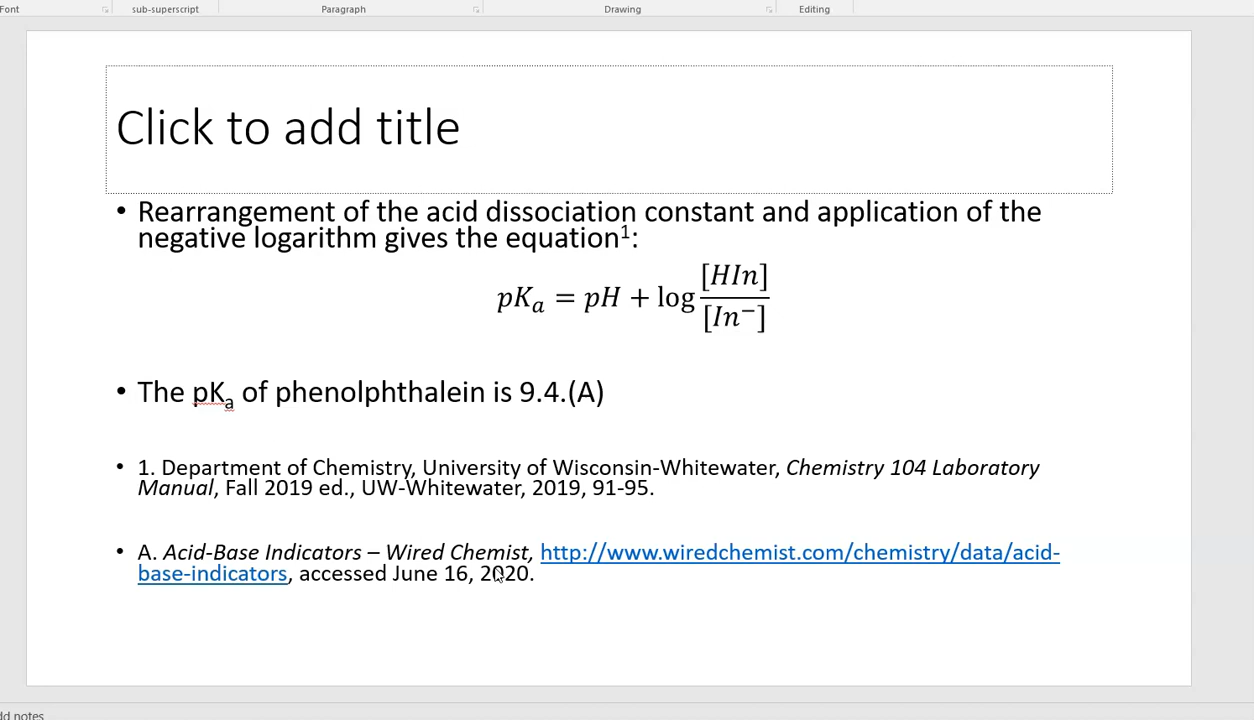 Font sub-superscript Paragraph Drawing Editing
Click to add title
• Rearrangement of the acid dissociation constant and application of the
negative logarithm gives the equation¹:
pKₐ = pH + log [HIn]/[In⁻]
• The pKₐ of phenolphthalein is 9.4.(A)
• 1. Department of Chemistry, University of Wisconsin-Whitewater, Chemistry 104 Laboratory
Manual, Fall 2019 ed., UW-Whitewater, 2019, 91-95.
• A. Acid-Base Indicators – Wired Chemist, http://www.wiredchemist.com/chemistry/data/acid-
base-indicators, accessed June 16, 2020.
dd notes